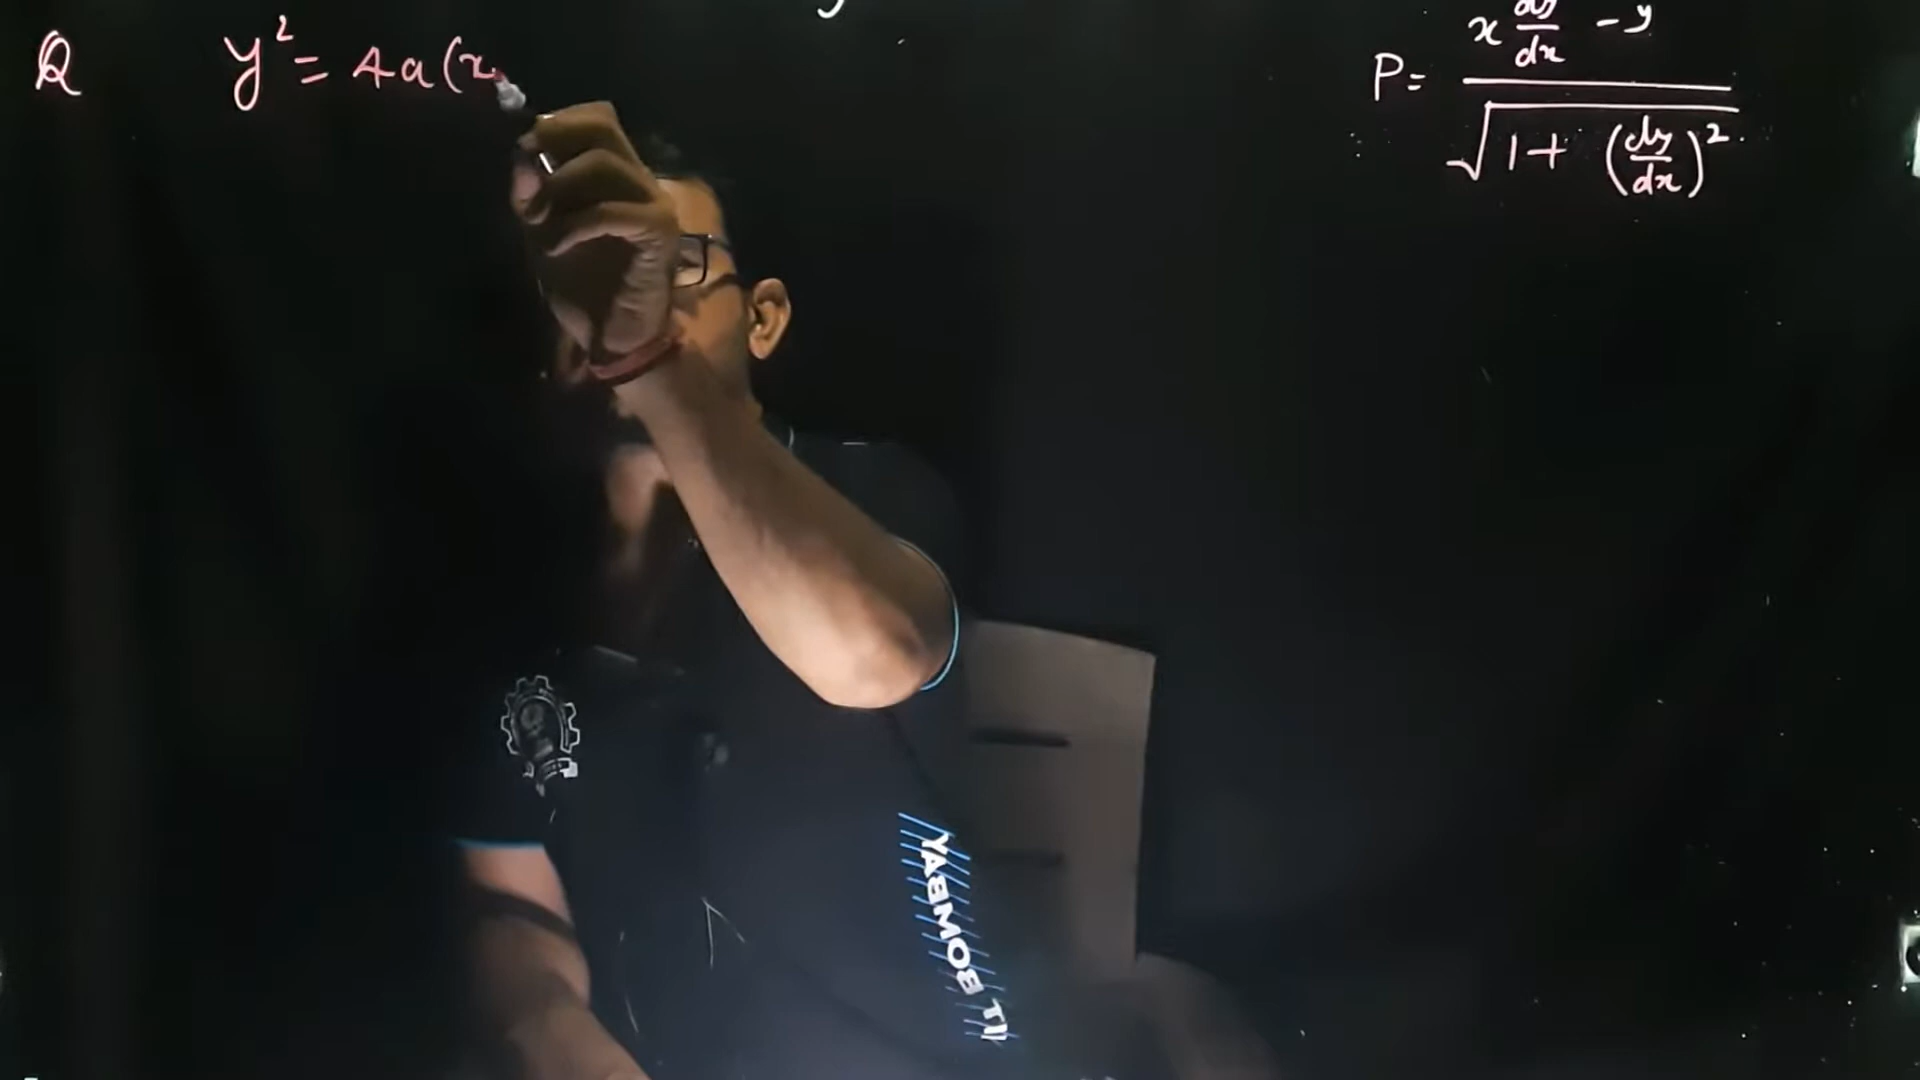 Q y² = 4a(x
P = (x dy/dx - y) / √(1 + (dy/dx)²)
IIT BOMBAY